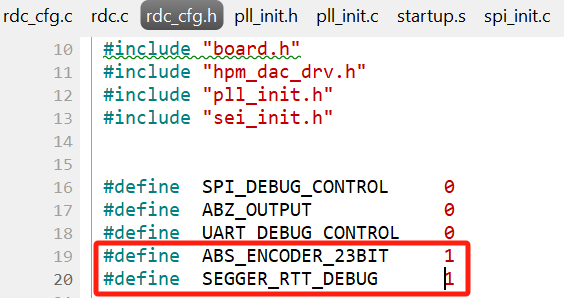 rdc_cfg.c rdc.c rdc_cfg.h pll_init.h pll_init.c startup.s spi_init.c
10 #include "board.h"
11 #include "hpm_dac_drv.h"
12 #include "pll_init.h"
13 #include "sei_init.h"
14
15
16 #define SPI_DEBUG_CONTROL 0
17 #define ABZ_OUTPUT 0
18 #define UART_DEBUG_CONTROL 0
19 #define ABS_ENCODER_23BIT 1
20 #define SEGGER_RTT_DEBUG 1